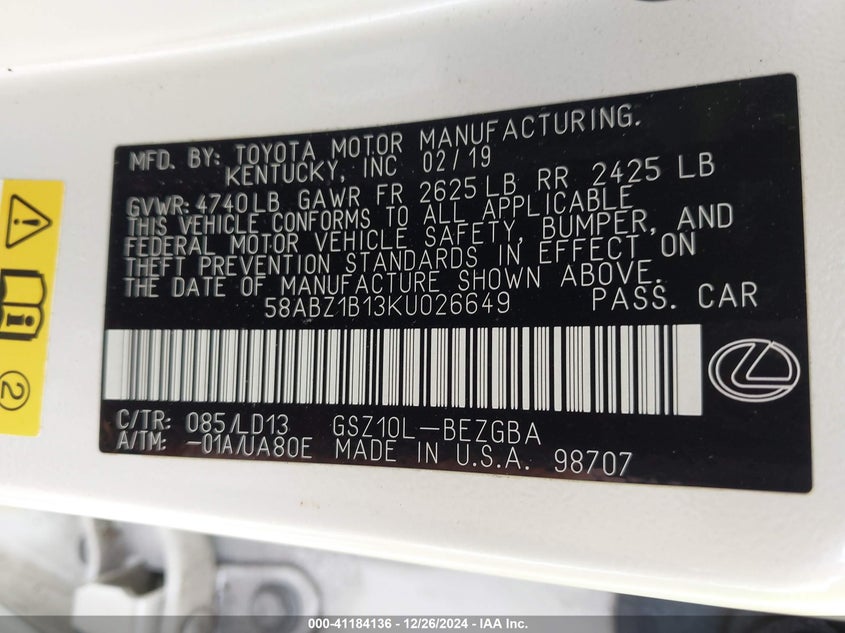 MFD. BY: TOYOTA MOTOR MANUFACTURING.
KENTUCKY, INC 02/19
GVWR: 4740LB GAWR FR 2625LB RR 2425 LB
THIS VEHICLE CONFORMS TO ALL APPLICABLE
FEDERAL MOTOR VEHICLE SAFETY, BUMPER, AND
THEFT PREVENTION STANDARDS IN EFFECT ON
THE DATE OF MANUFACTURE SHOWN ABOVE.
58ABZ1B13KU026649 PASS. CAR
C/TR: 085/LD13 GSZ10L-BEZGBA
A/TM: -01A/UA80E MADE IN U.S.A. 98707
2
000-41184136 - 12/26/2024 - IAA Inc.